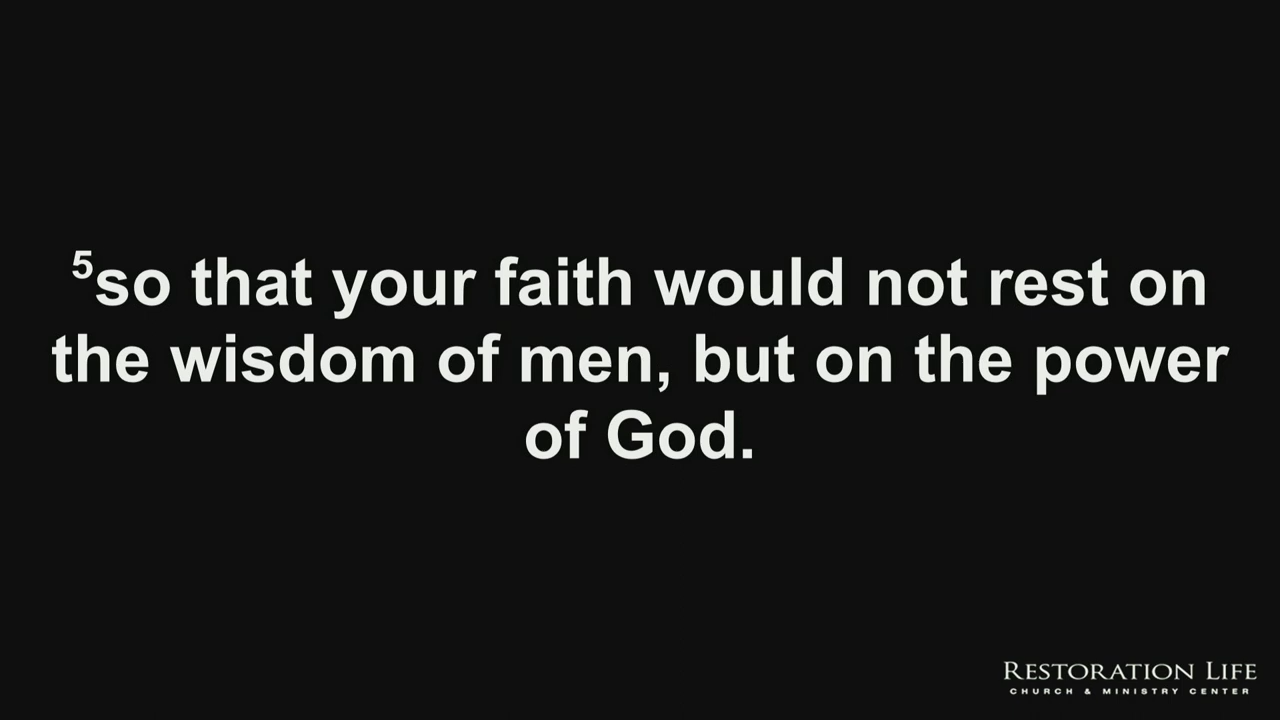 ⁵so that your faith would not rest on
the wisdom of men, but on the power
of God.
RESTORATION LIFE
CHURCH & MINISTRY CENTER